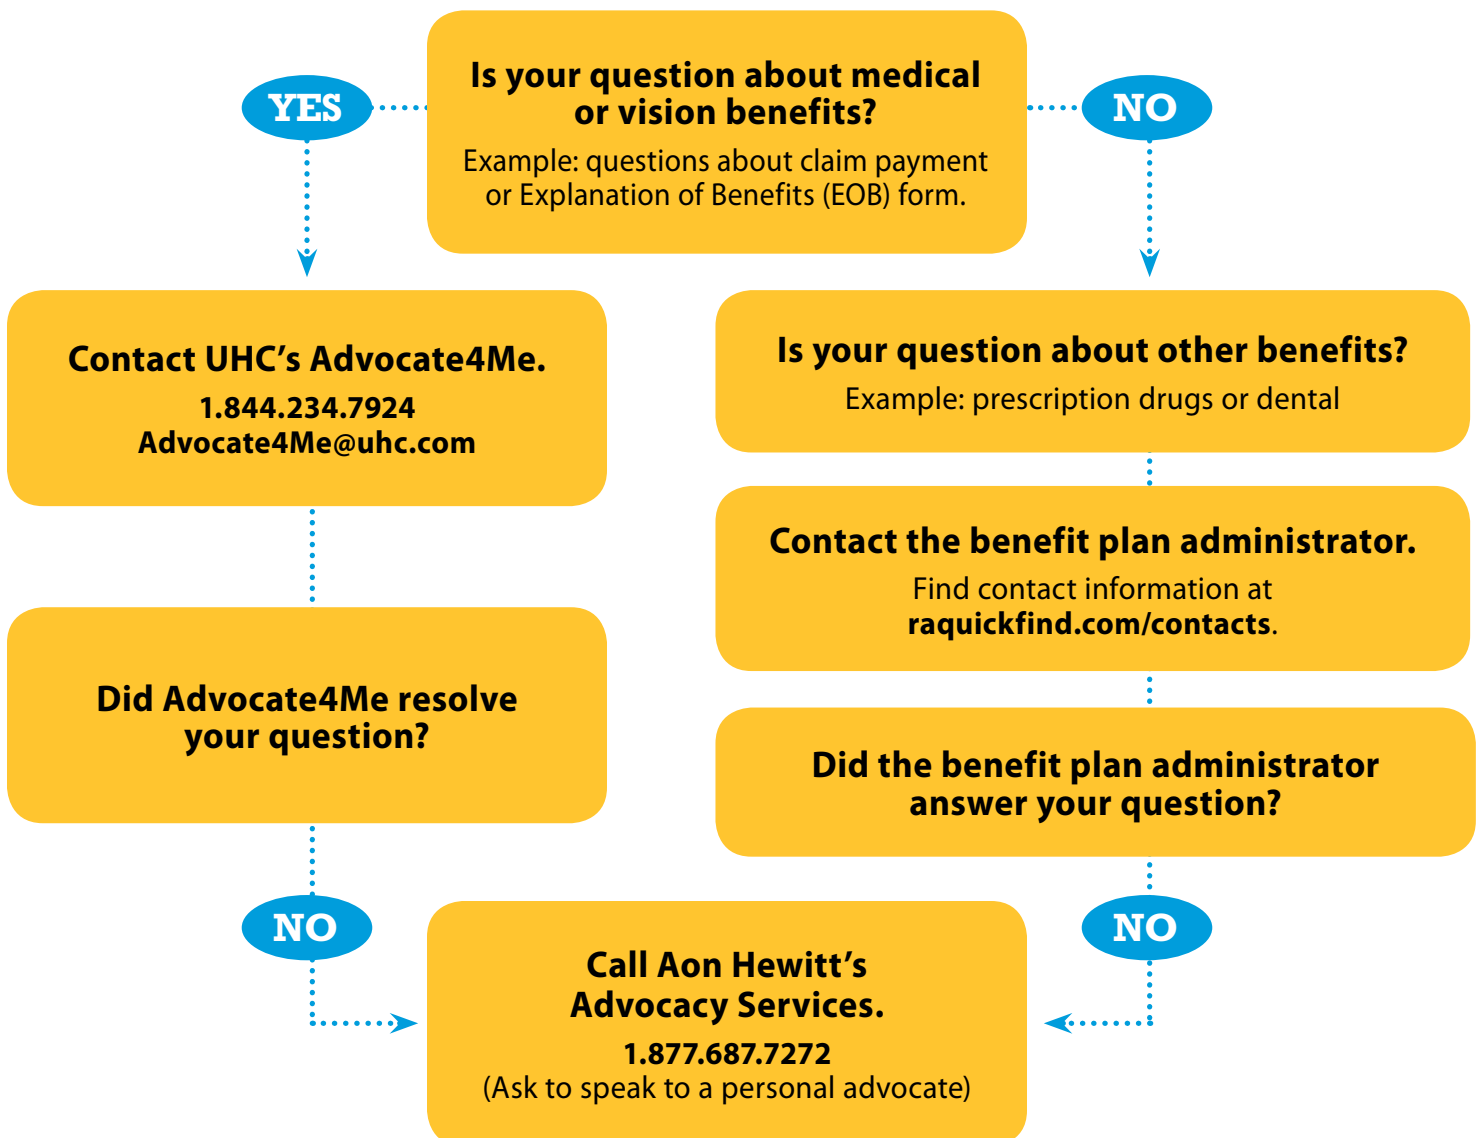 Is your question about medical
or vision benefits?
Example: questions about claim payment
or Explanation of Benefits (EOB) form.
YES
NO
Contact UHC’s Advocate4Me.
1.844.234.7924
Advocate4Me@uhc.com
Is your question about other benefits?
Example: prescription drugs or dental
Contact the benefit plan administrator.
Find contact information at
raquickfind.com/contacts.
Did Advocate4Me resolve
your question?
Did the benefit plan administrator
answer your question?
NO
NO
Call Aon Hewitt’s
Advocacy Services.
1.877.687.7272
(Ask to speak to a personal advocate)